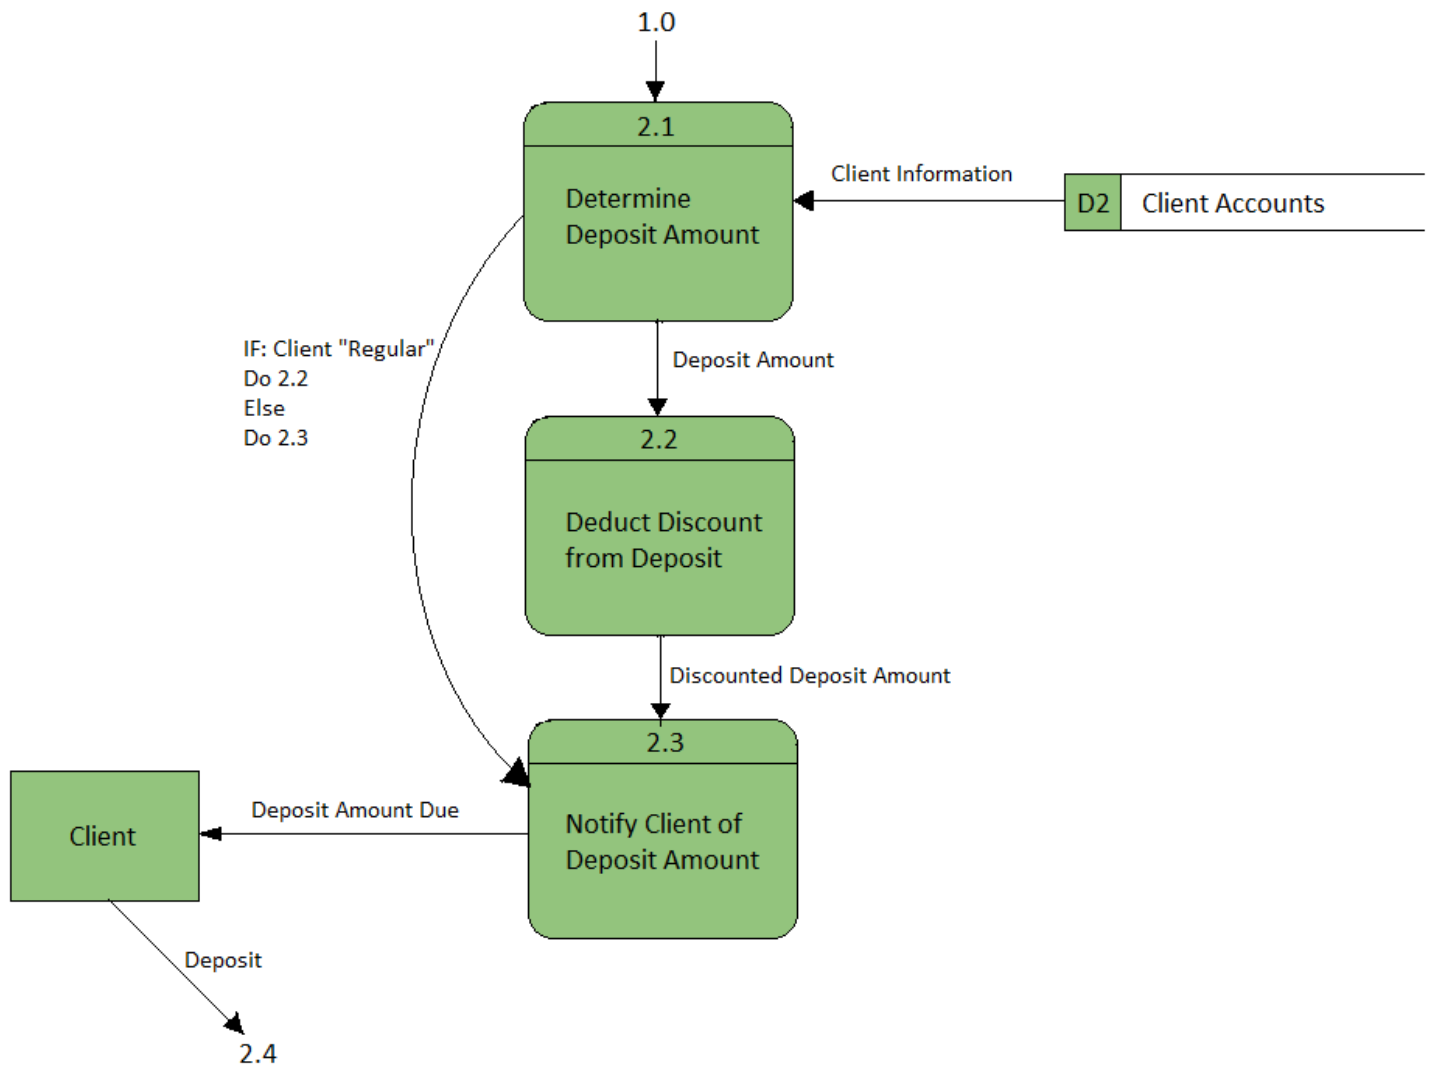 1.0
2.1
Determine
Deposit Amount
Client Information
D2
Client Accounts
IF: Client "Regular"
Do 2.2
Else
Do 2.3
Deposit Amount
2.2
Deduct Discount
from Deposit
Discounted Deposit Amount
2.3
Notify Client of
Deposit Amount
Deposit Amount Due
Client
Deposit
2.4